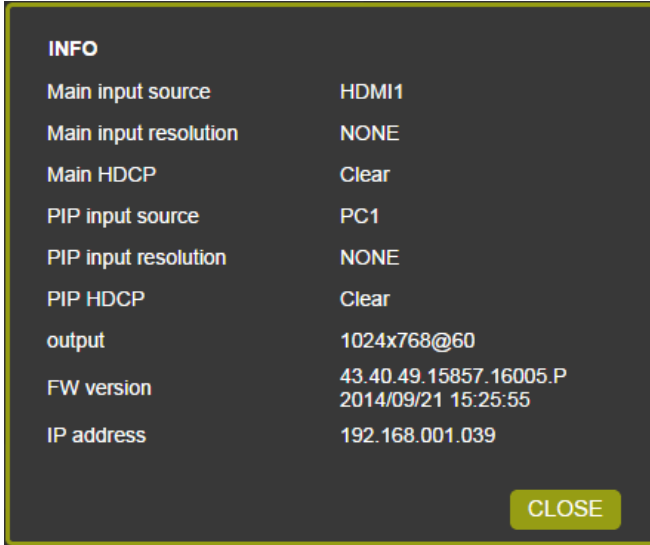 INFO
Main input source HDMI1
Main input resolution NONE
Main HDCP Clear
PIP input source PC1
PIP input resolution NONE
PIP HDCP Clear
output 1024x768@60
FW version 43.40.49.15857.16005.P
2014/09/21 15:25:55
IP address 192.168.001.039
CLOSE